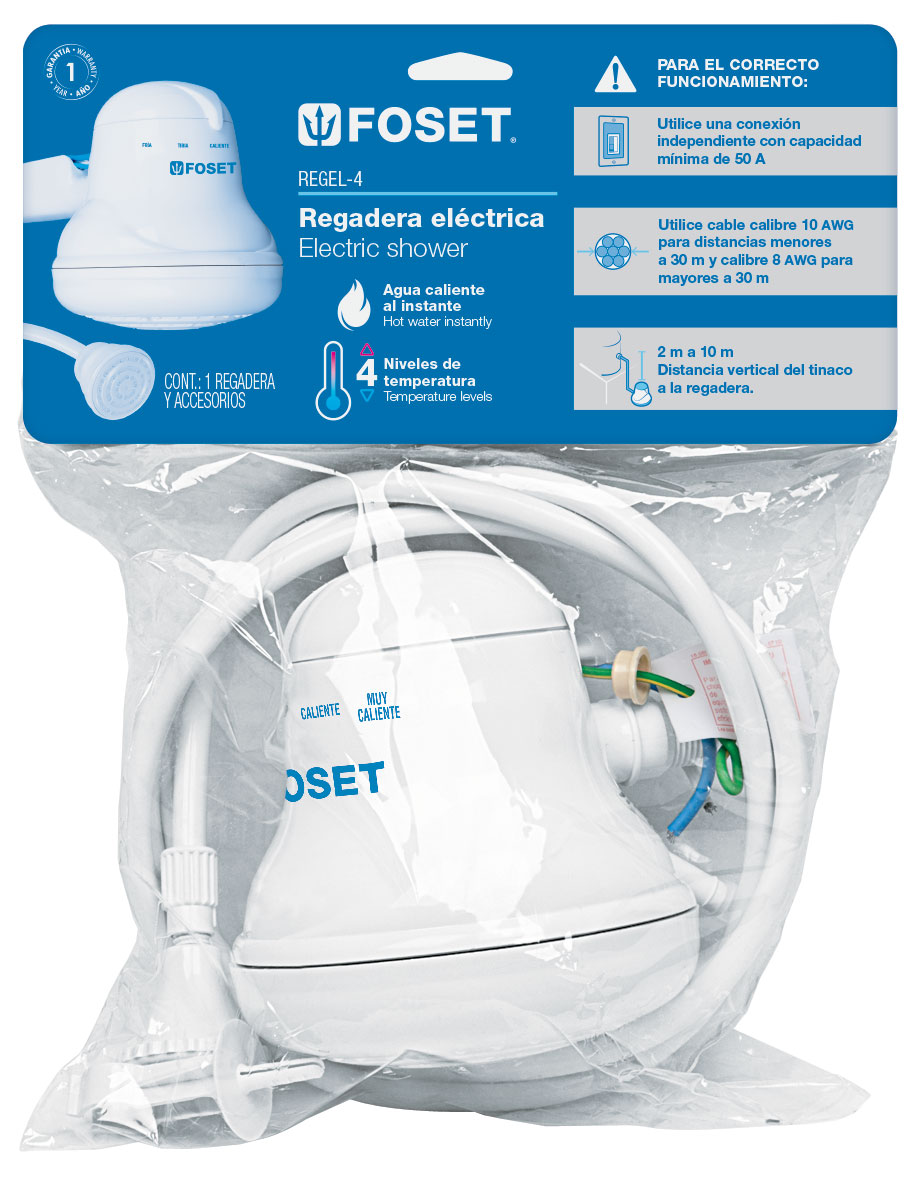 GARANTÍA • WARRANTY
1
YEAR • AÑO
FRÍA TIBIA CALIENTE
FOSET
FOSET®
REGEL-4
Regadera eléctrica
Electric shower
Agua caliente
al instante
Hot water instantly
4
Niveles de
temperatura
Temperature levels
CONT.: 1 REGADERA
Y ACCESORIOS
PARA EL CORRECTO
FUNCIONAMIENTO:
Utilice una conexión
independiente con capacidad
mínima de 50 A
Utilice cable calibre 10 AWG
para distancias menores
a 30 m y calibre 8 AWG para
mayores a 30 m
2 m a 10 m
Distancia vertical del tinaco
a la regadera.
CALIENTE
MUY
CALIENTE
OSET